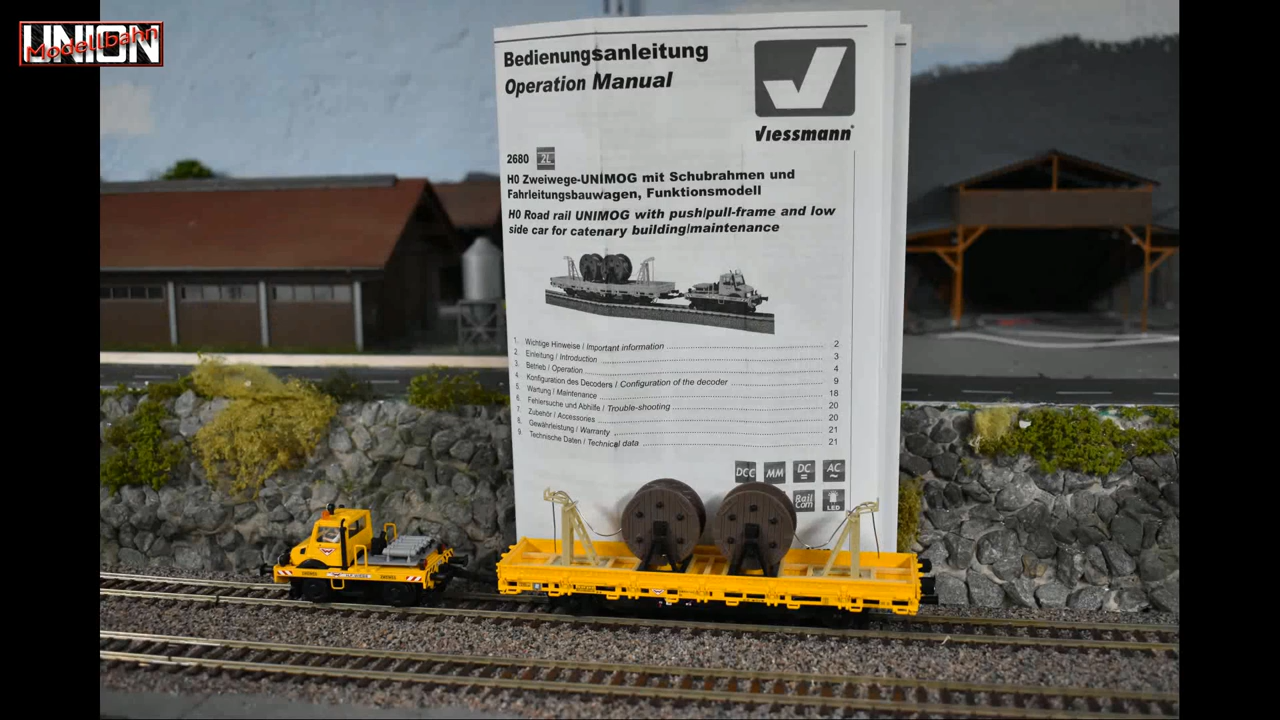 UNION
Modellbahn
Bedienungsanleitung
Operation Manual
Viessmann
2680 2L
H0 Zweiwege-UNIMOG mit Schubrahmen und
Fahrleitungsbauwagen, Funktionsmodell
H0 Road rail UNIMOG with push/pull-frame and low
side car for catenary building/maintenance
1. Wichtige Hinweise / Important information 2
2. Einleitung / Introduction 3
3. Betrieb / Operation 4
4. Konfiguration des Decoders / Configuration of the decoder 9
5. Wartung / Maintenance 18
6. Fehlersuche und Abhilfe / Trouble-shooting 20
7. Zubehör / Accessories 20
8. Gewährleistung / Warranty 21
9. Technische Daten / Technical data 21
DCC MM DC = AC ~
Rail Com LED